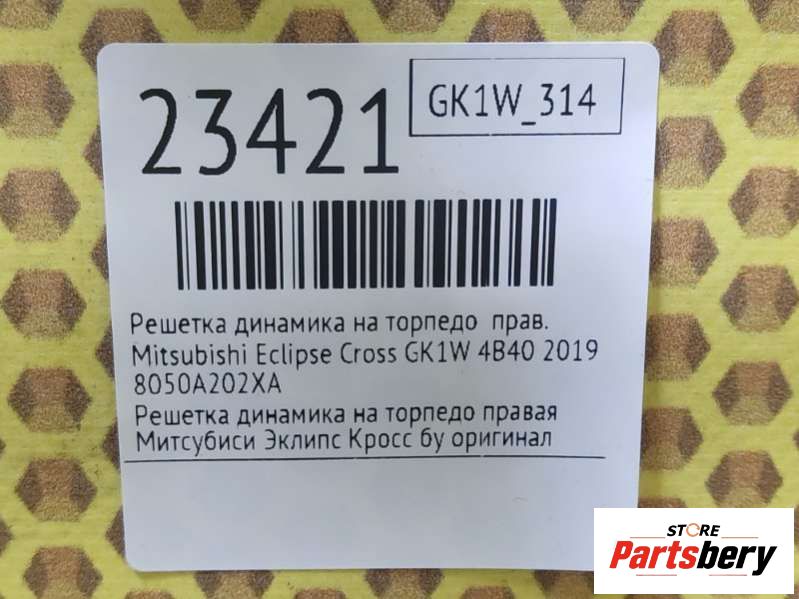 23421
GK1W_314
Решетка динамика на торпедо прав.
Mitsubishi Eclipse Cross GK1W 4B40 2019
8050A202XA
Решетка динамика на торпедо правая
Митсубиси Эклипс Кросс бу оригинал
STORE
Partsbery